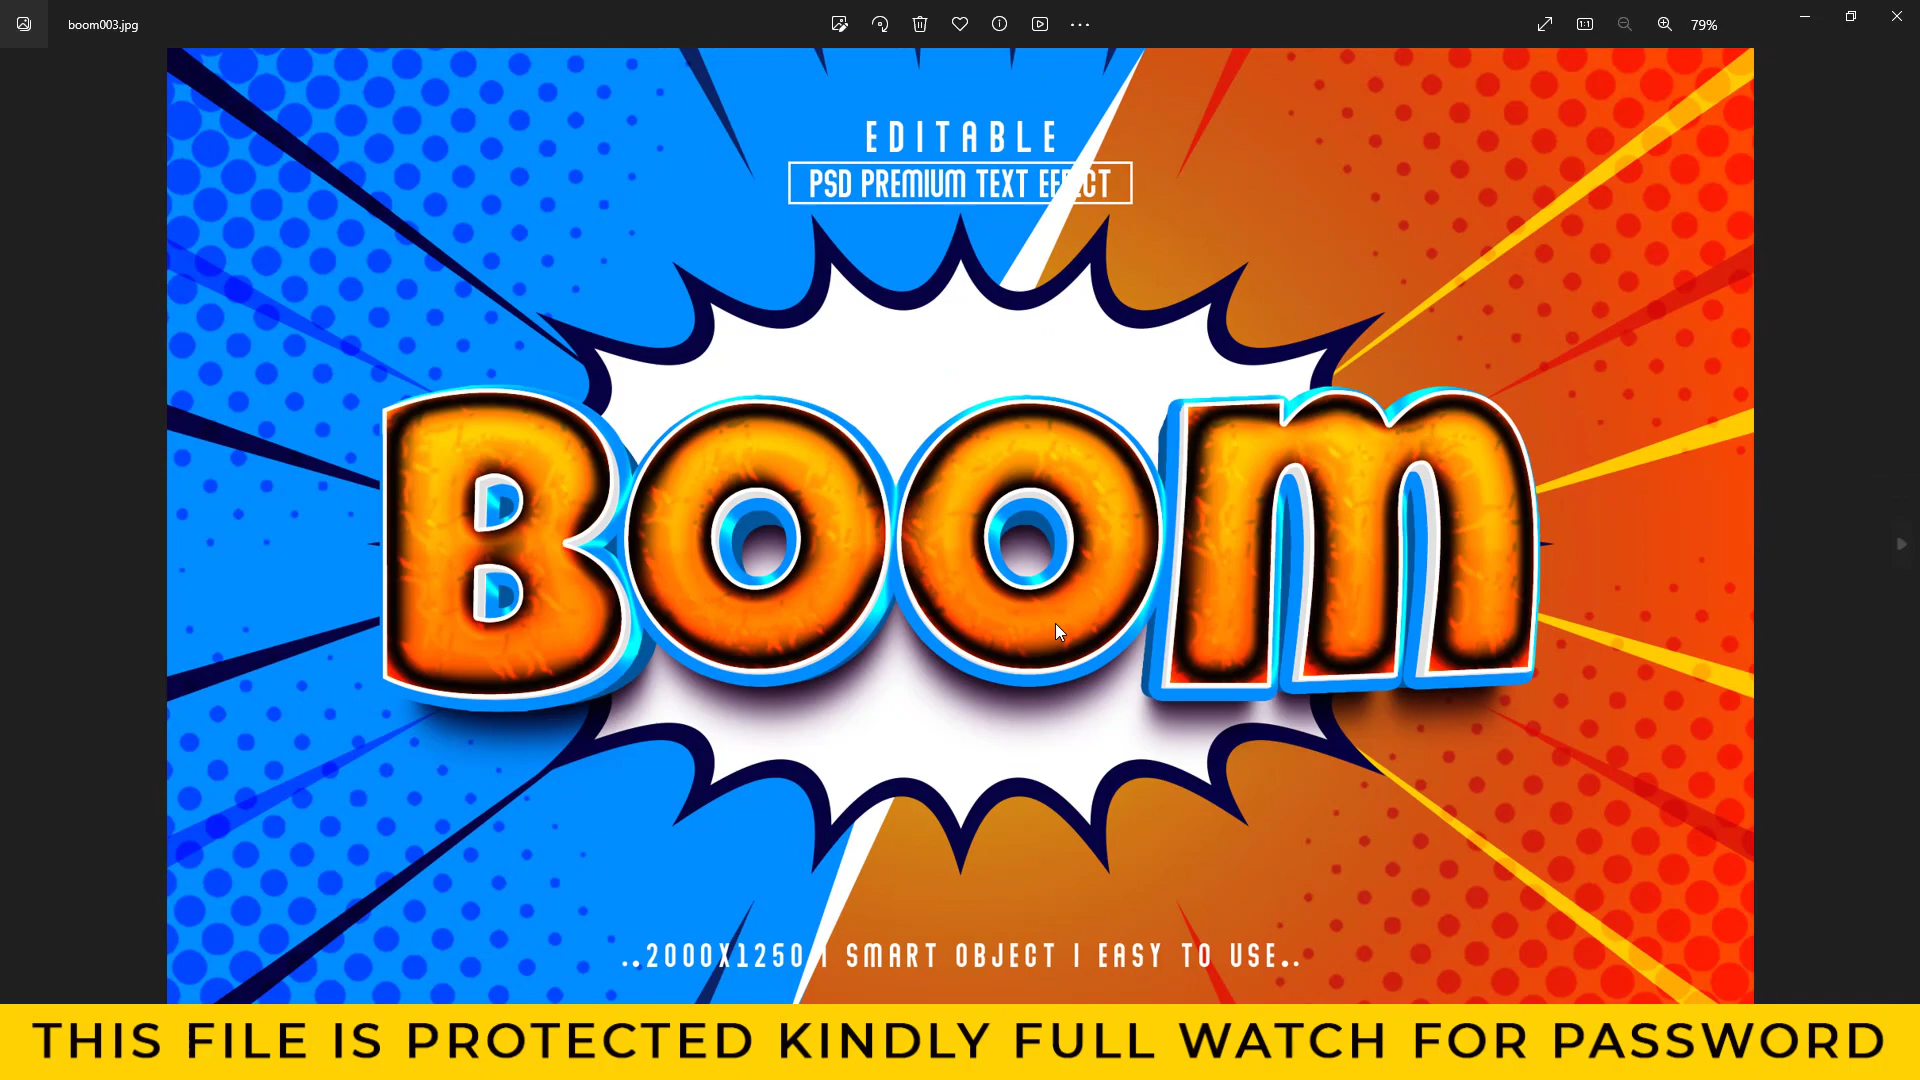 boom003.jpg
79%
EDITABLE
PSD PREMIUM TEXT EFFECT
BOOM
..2000X1250 I SMART OBJECT I EASY TO USE..
THIS FILE IS PROTECTED KINDLY FULL WATCH FOR PASSWORD